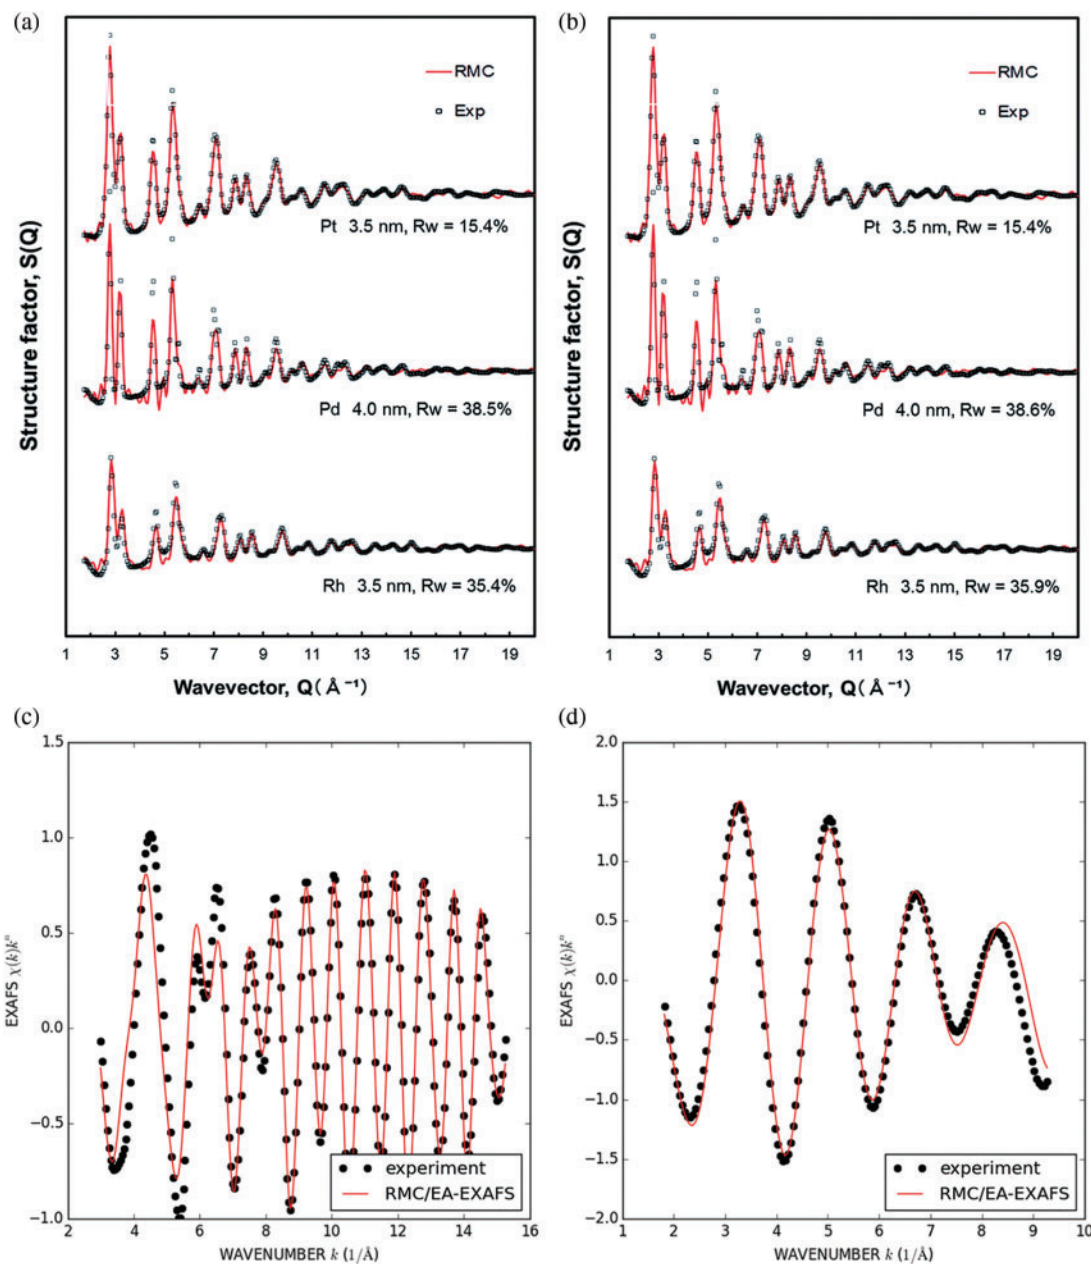 (a)
RMC
Exp
Pt 3.5 nm, Rw = 15.4%
Pd 4.0 nm, Rw = 38.5%
Rh 3.5 nm, Rw = 35.4%
Structure factor, S(Q)
1 3 5 7 9 11 13 15 17 19
Wavevector, Q( Å⁻¹)
(b)
RMC
Exp
Pt 3.5 nm, Rw = 15.4%
Pd 4.0 nm, Rw = 38.6%
Rh 3.5 nm, Rw = 35.9%
Structure factor, S(Q)
1 3 5 7 9 11 13 15 17 19
Wavevector, Q( Å⁻¹)
(c)
1.5
1.0
0.5
0.0
−0.5
−1.0
EXAFS χ(k)kⁿ
experiment
RMC/EA-EXAFS
2 4 6 8 10 12 14 16
WAVENUMBER k (1/Å)
(d)
2.0
1.5
1.0
0.5
0.0
−0.5
−1.0
−1.5
−2.0
EXAFS χ(k)kⁿ
experiment
RMC/EA-EXAFS
1 2 3 4 5 6 7 8 9 10
WAVENUMBER k (1/Å)